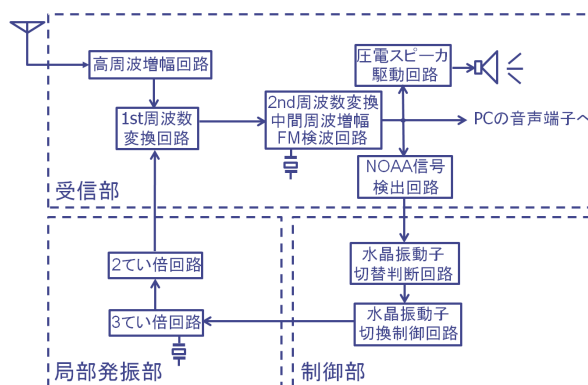 高周波増幅回路
圧電スピーカ
駆動回路
1st周波数
変換回路
2nd周波数変換
中間周波増幅
FM検波回路
PCの音声端子へ
NOAA信号
検出回路
受信部
2てい倍回路
水晶振動子
切替判断回路
3てい倍回路
水晶振動子
切換制御回路
局部発振部
制御部